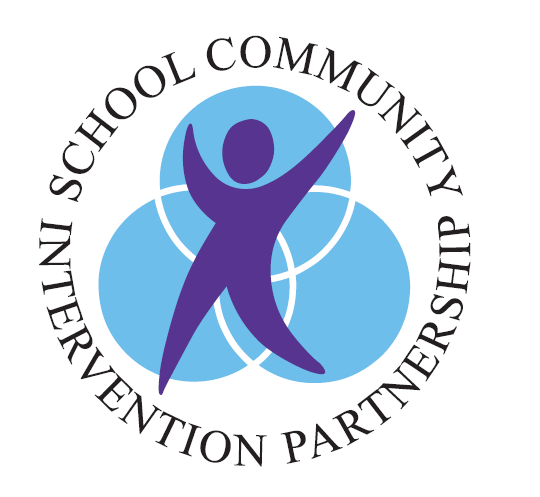 SCHOOL COMMUNITY
INTERVENTION PARTNERSHIP